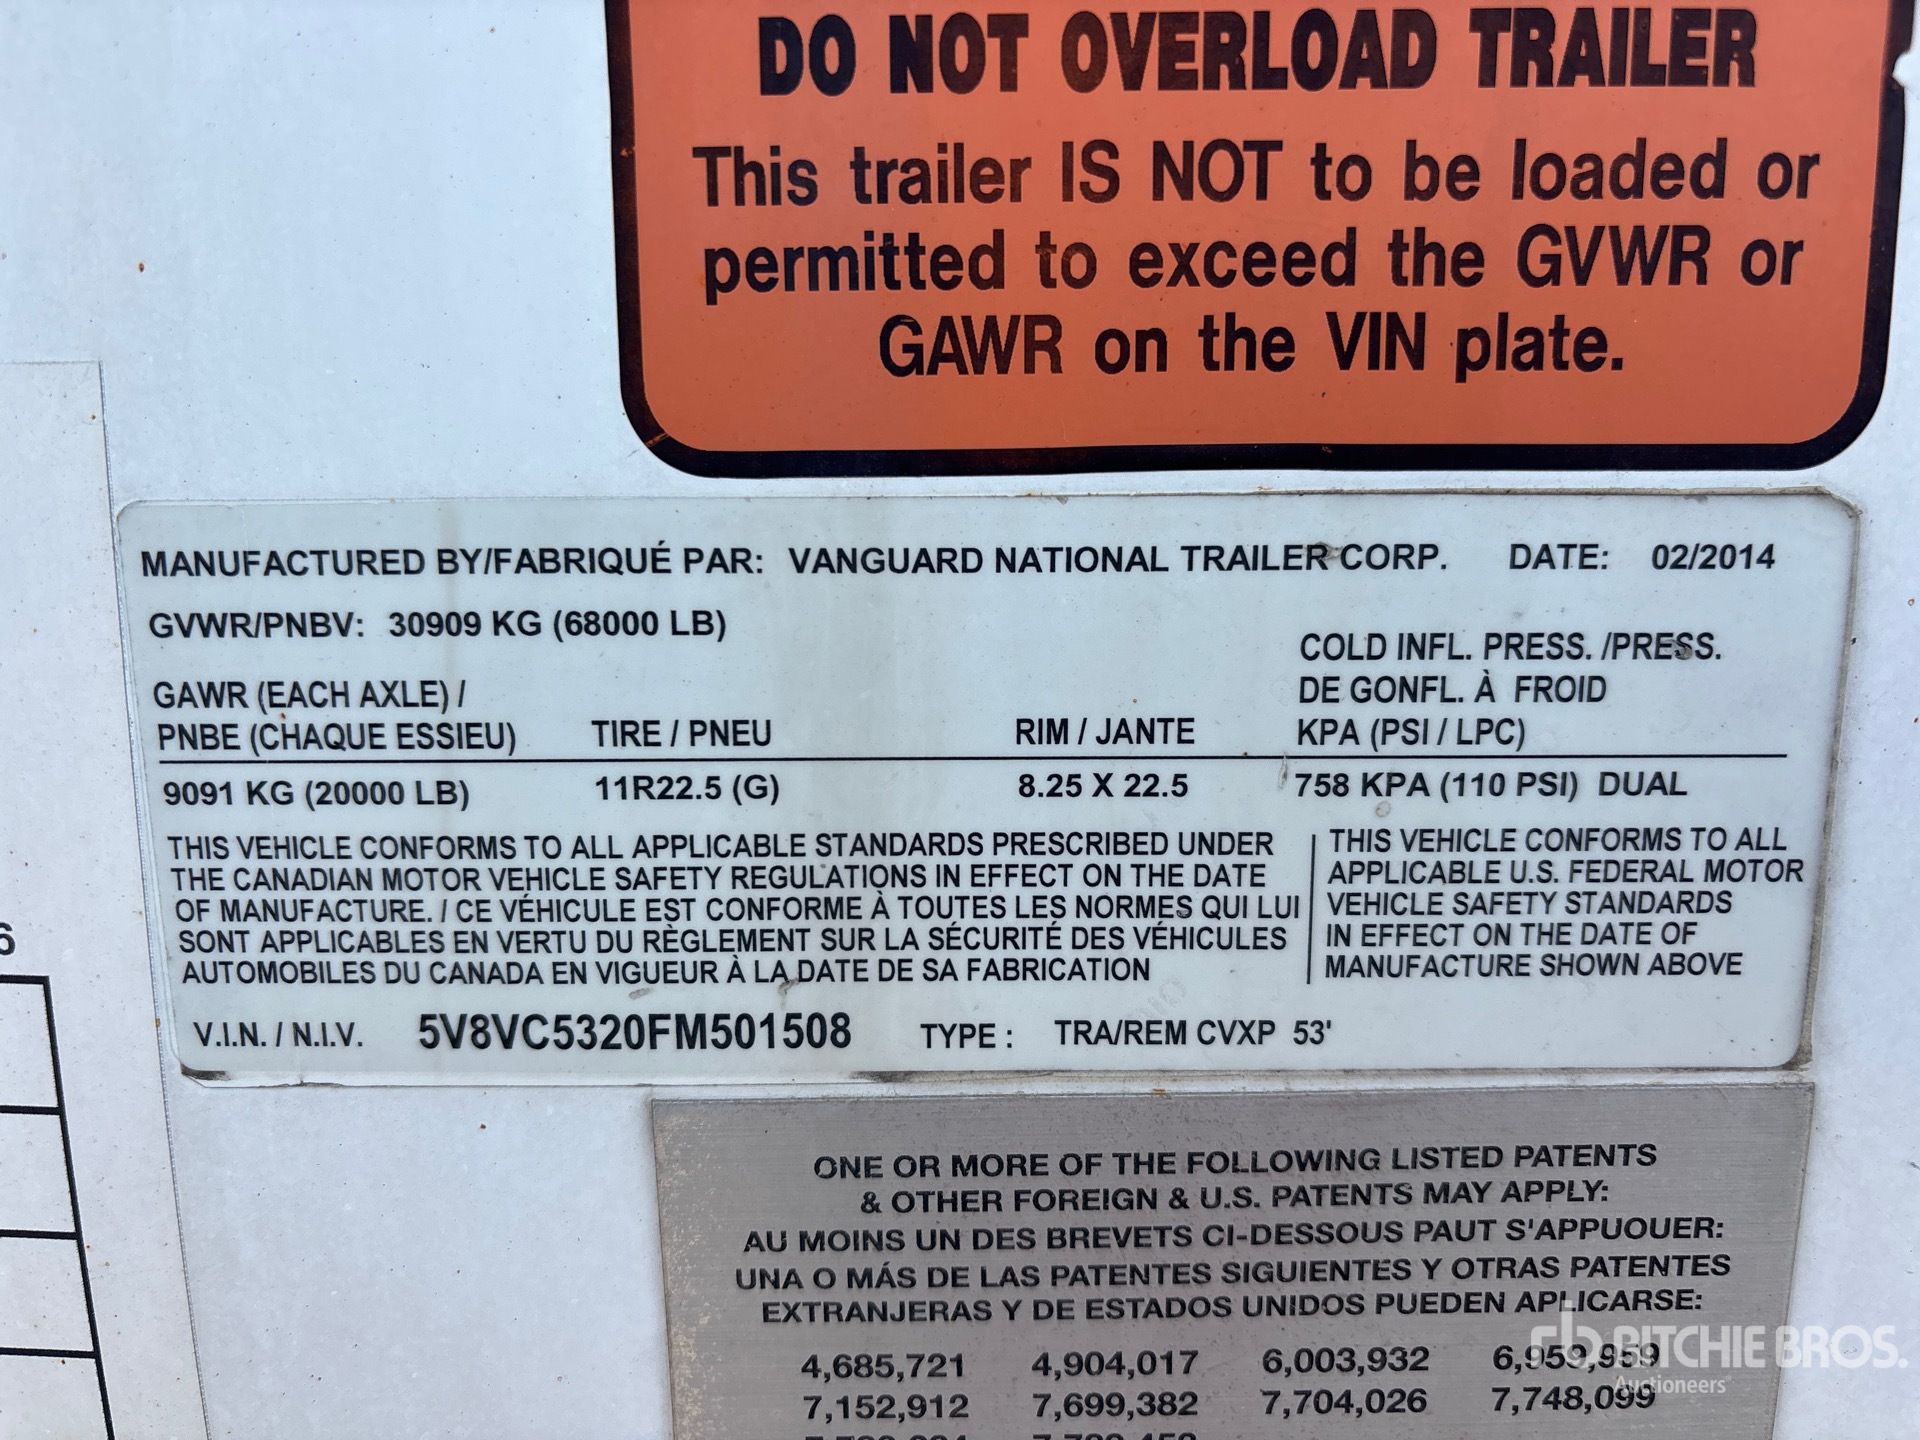 DO NOT OVERLOAD TRAILER
This trailer IS NOT to be loaded or
permitted to exceed the GVWR or
GAWR on the VIN plate.
MANUFACTURED BY/FABRIQUÉ PAR: VANGUARD NATIONAL TRAILER CORP. DATE: 02/2014
GVWR/PNBV: 30909 KG (68000 LB)
COLD INFL. PRESS. /PRESS.
GAWR (EACH AXLE) / DE GONFL. À FROID
PNBE (CHAQUE ESSIEU) TIRE / PNEU RIM / JANTE KPA (PSI / LPC)
9091 KG (20000 LB) 11R22.5 (G) 8.25 X 22.5 758 KPA (110 PSI) DUAL
THIS VEHICLE CONFORMS TO ALL APPLICABLE STANDARDS PRESCRIBED UNDER
THE CANADIAN MOTOR VEHICLE SAFETY REGULATIONS IN EFFECT ON THE DATE
OF MANUFACTURE. / CE VÉHICULE EST CONFORME À TOUTES LES NORMES QUI LUI
SONT APPLICABLES EN VERTU DU RÈGLEMENT SUR LA SÉCURITÉ DES VÉHICULES
AUTOMOBILES DU CANADA EN VIGUEUR À LA DATE DE SA FABRICATION
THIS VEHICLE CONFORMS TO ALL
APPLICABLE U.S. FEDERAL MOTOR
VEHICLE SAFETY STANDARDS
IN EFFECT ON THE DATE OF
MANUFACTURE SHOWN ABOVE
V.I.N. / N.I.V. 5V8VC5320FM501508 TYPE : TRA/REM CVXP 53'
6
ONE OR MORE OF THE FOLLOWING LISTED PATENTS
& OTHER FOREIGN & U.S. PATENTS MAY APPLY:
AU MOINS UN DES BREVETS CI-DESSOUS PAUT S'APPUOUER:
UNA O MÁS DE LAS PATENTES SIGUIENTES Y OTRAS PATENTES
EXTRANJERAS Y DE ESTADOS UNIDOS PUEDEN APLICARSE:
4,685,721 4,904,017 6,003,932 6,959,959
7,152,912 7,699,382 7,704,026 7,748,099
rb RITCHIE BROS.
Auctioneers